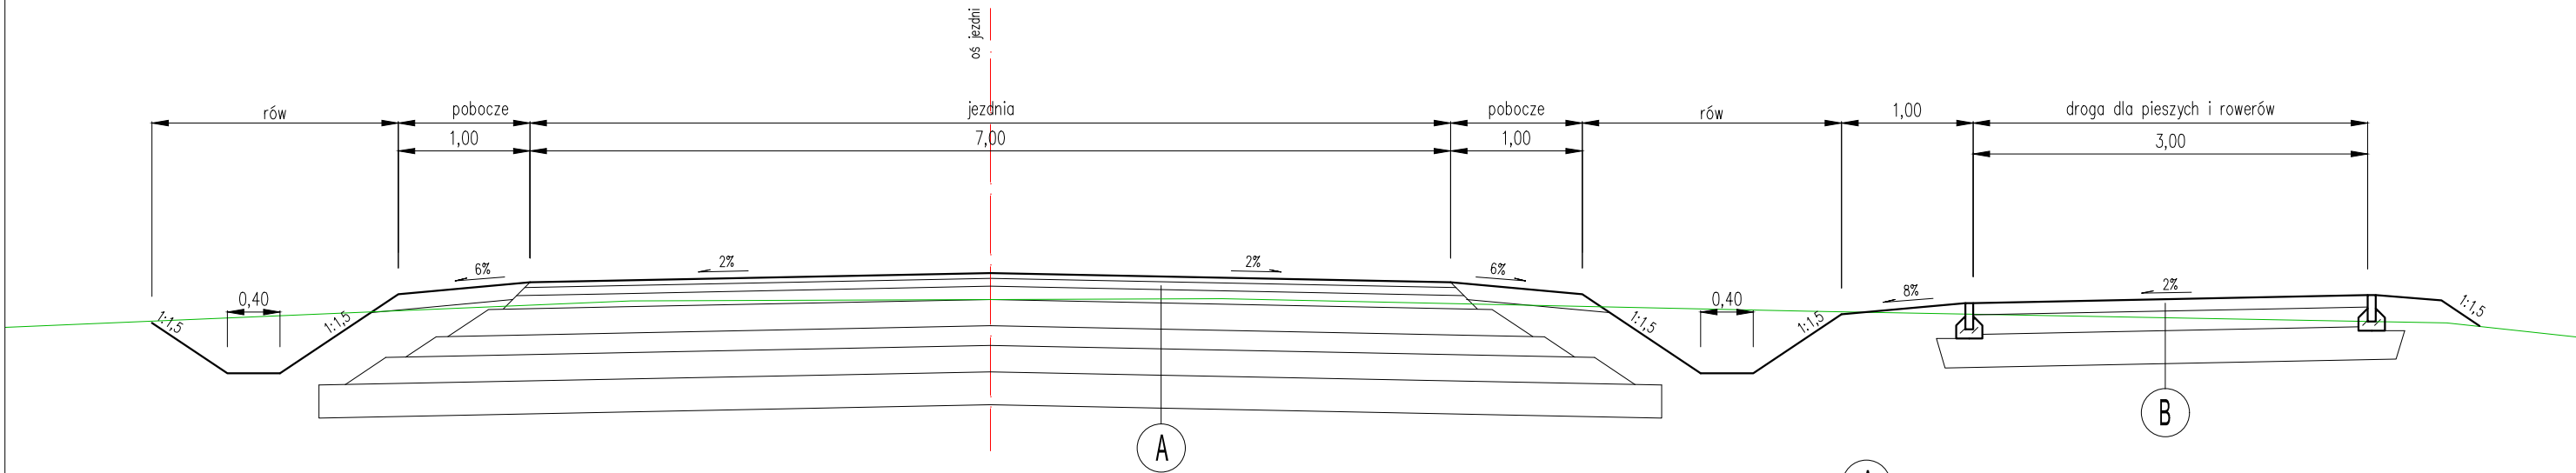 oś jezdni
rów
pobocze
jezdnia
pobocze
rów
1,00
droga dla pieszych i rowerów
1,00
7,00
1,00
3,00
6%
2%
2%
6%
8%
2%
0,40
0,40
1:1,5
1:1,5
1:1,5
1:1,5
1:1,5
A
B